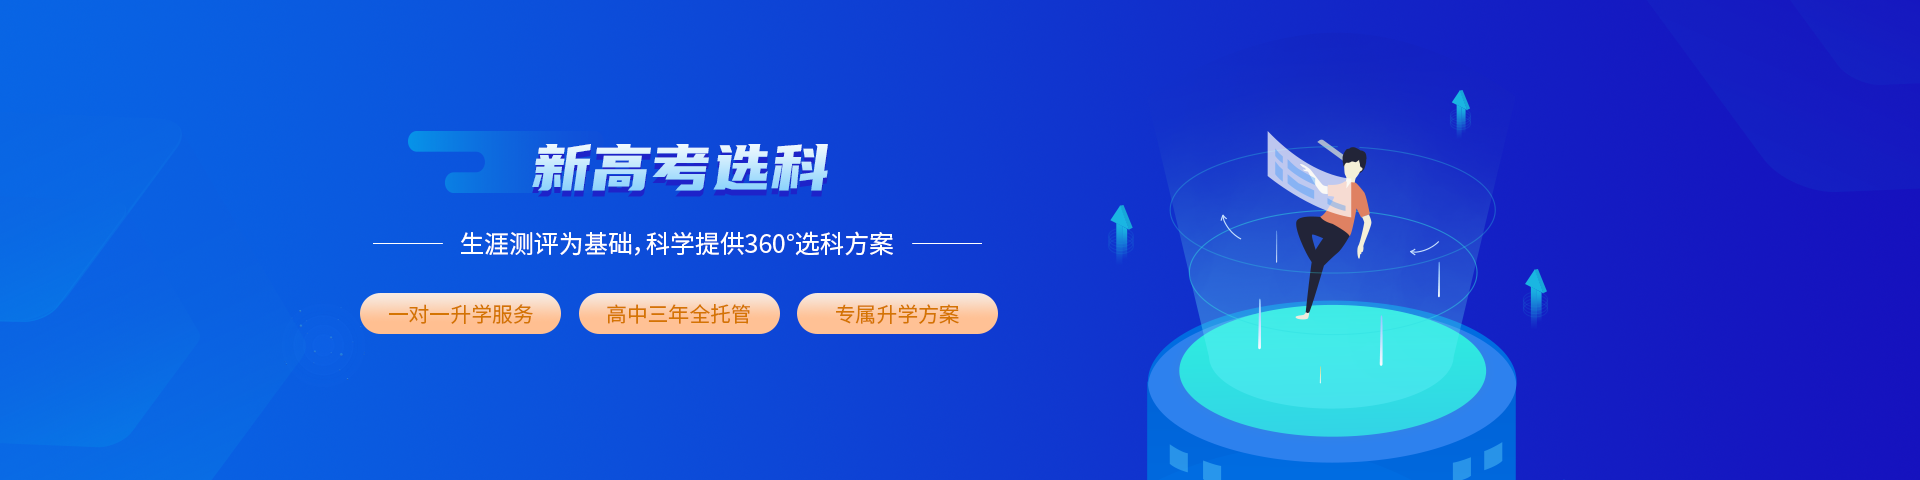 新高考选科
生涯测评为基础,科学提供360°选科方案
一对一升学服务
高中三年全托管
专属升学方案